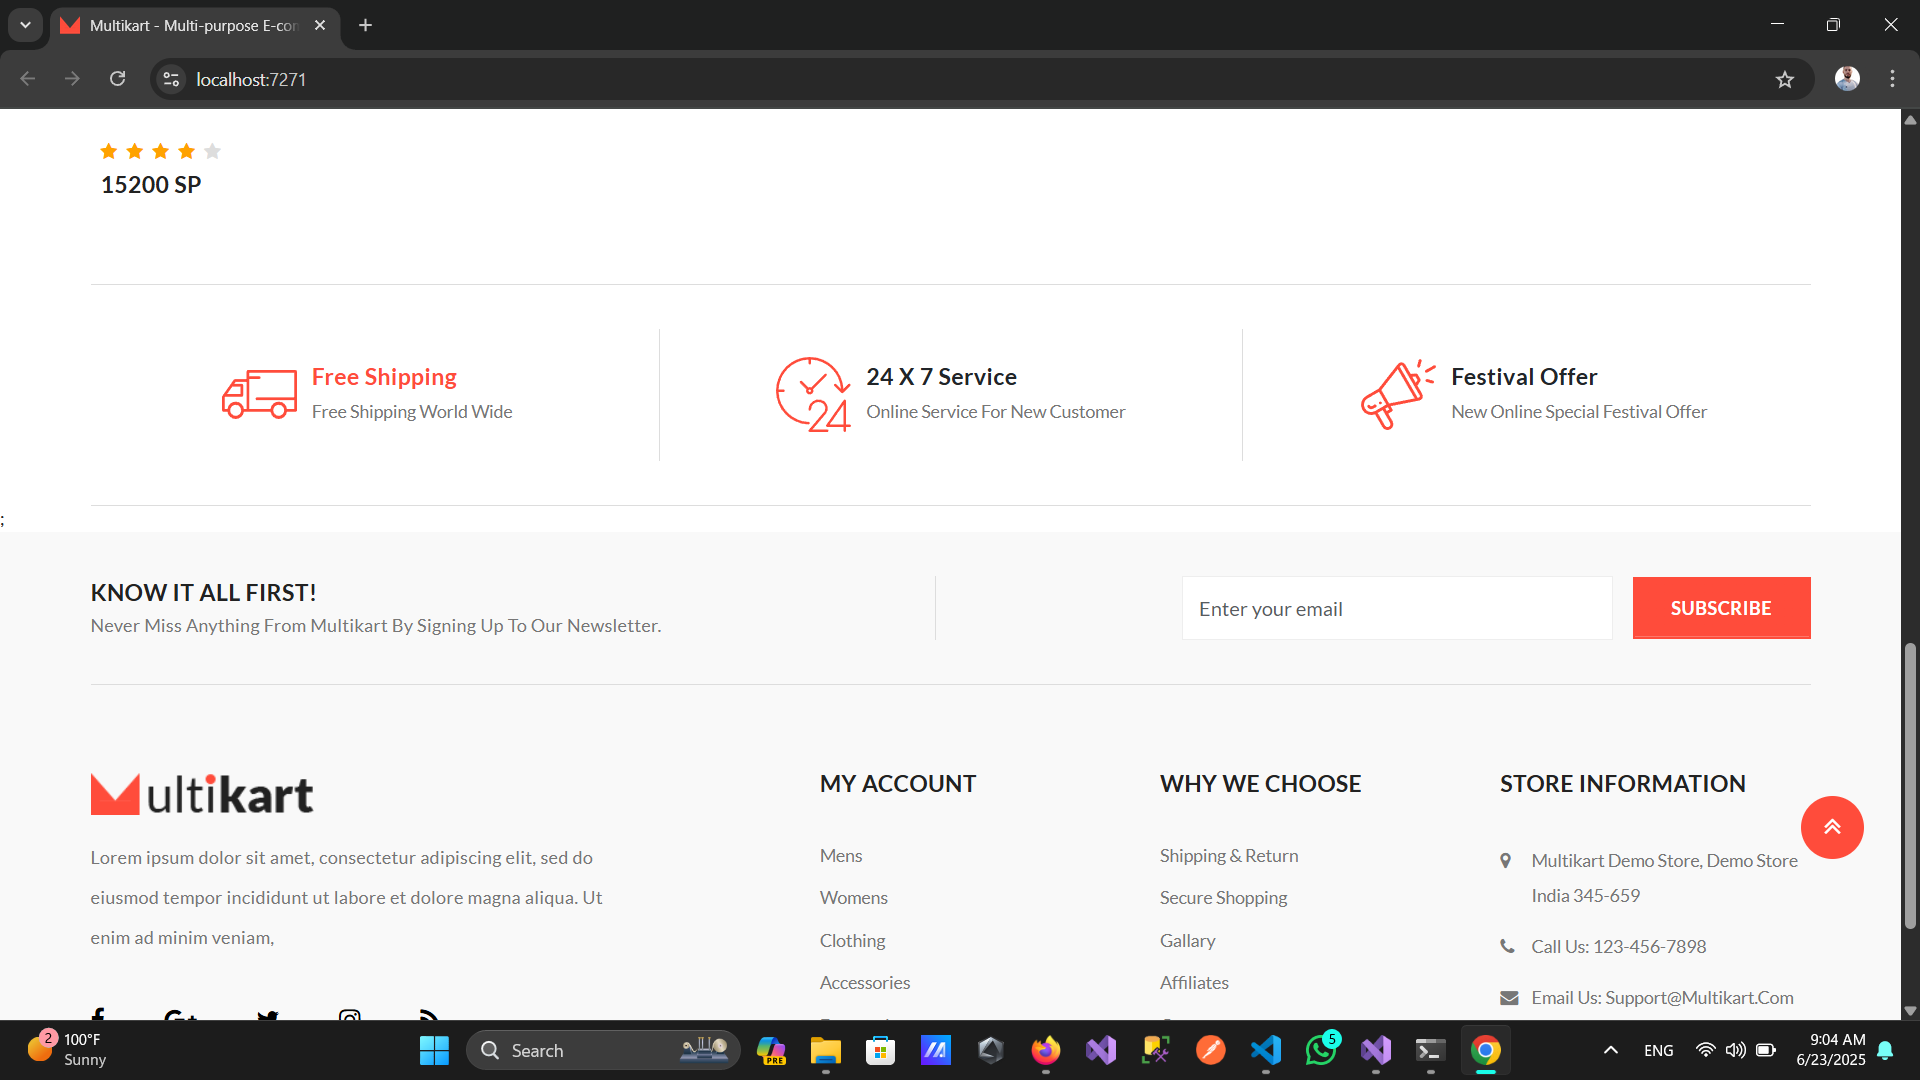 Multikart - Multi-purpose E-con
localhost:7271
15200 SP
Free Shipping
Free Shipping World Wide
24
24 X 7 Service
Online Service For New Customer
Festival Offer
New Online Special Festival Offer
;
KNOW IT ALL FIRST!
Never Miss Anything From Multikart By Signing Up To Our Newsletter.
Enter your email
SUBSCRIBE
Multikart
Lorem ipsum dolor sit amet, consectetur adipiscing elit, sed do
eiusmod tempor incididunt ut labore et dolore magna aliqua. Ut
enim ad minim veniam,
MY ACCOUNT
Mens
Womens
Clothing
Accessories
WHY WE CHOOSE
Shipping & Return
Secure Shopping
Gallary
Affiliates
STORE INFORMATION
Multikart Demo Store, Demo Store
India 345-659
Call Us: 123-456-7898
Email Us: Support@Multikart.Com
2
100°F
Sunny
Search
PRE
5
ENG
9:04 AM
6/23/2025